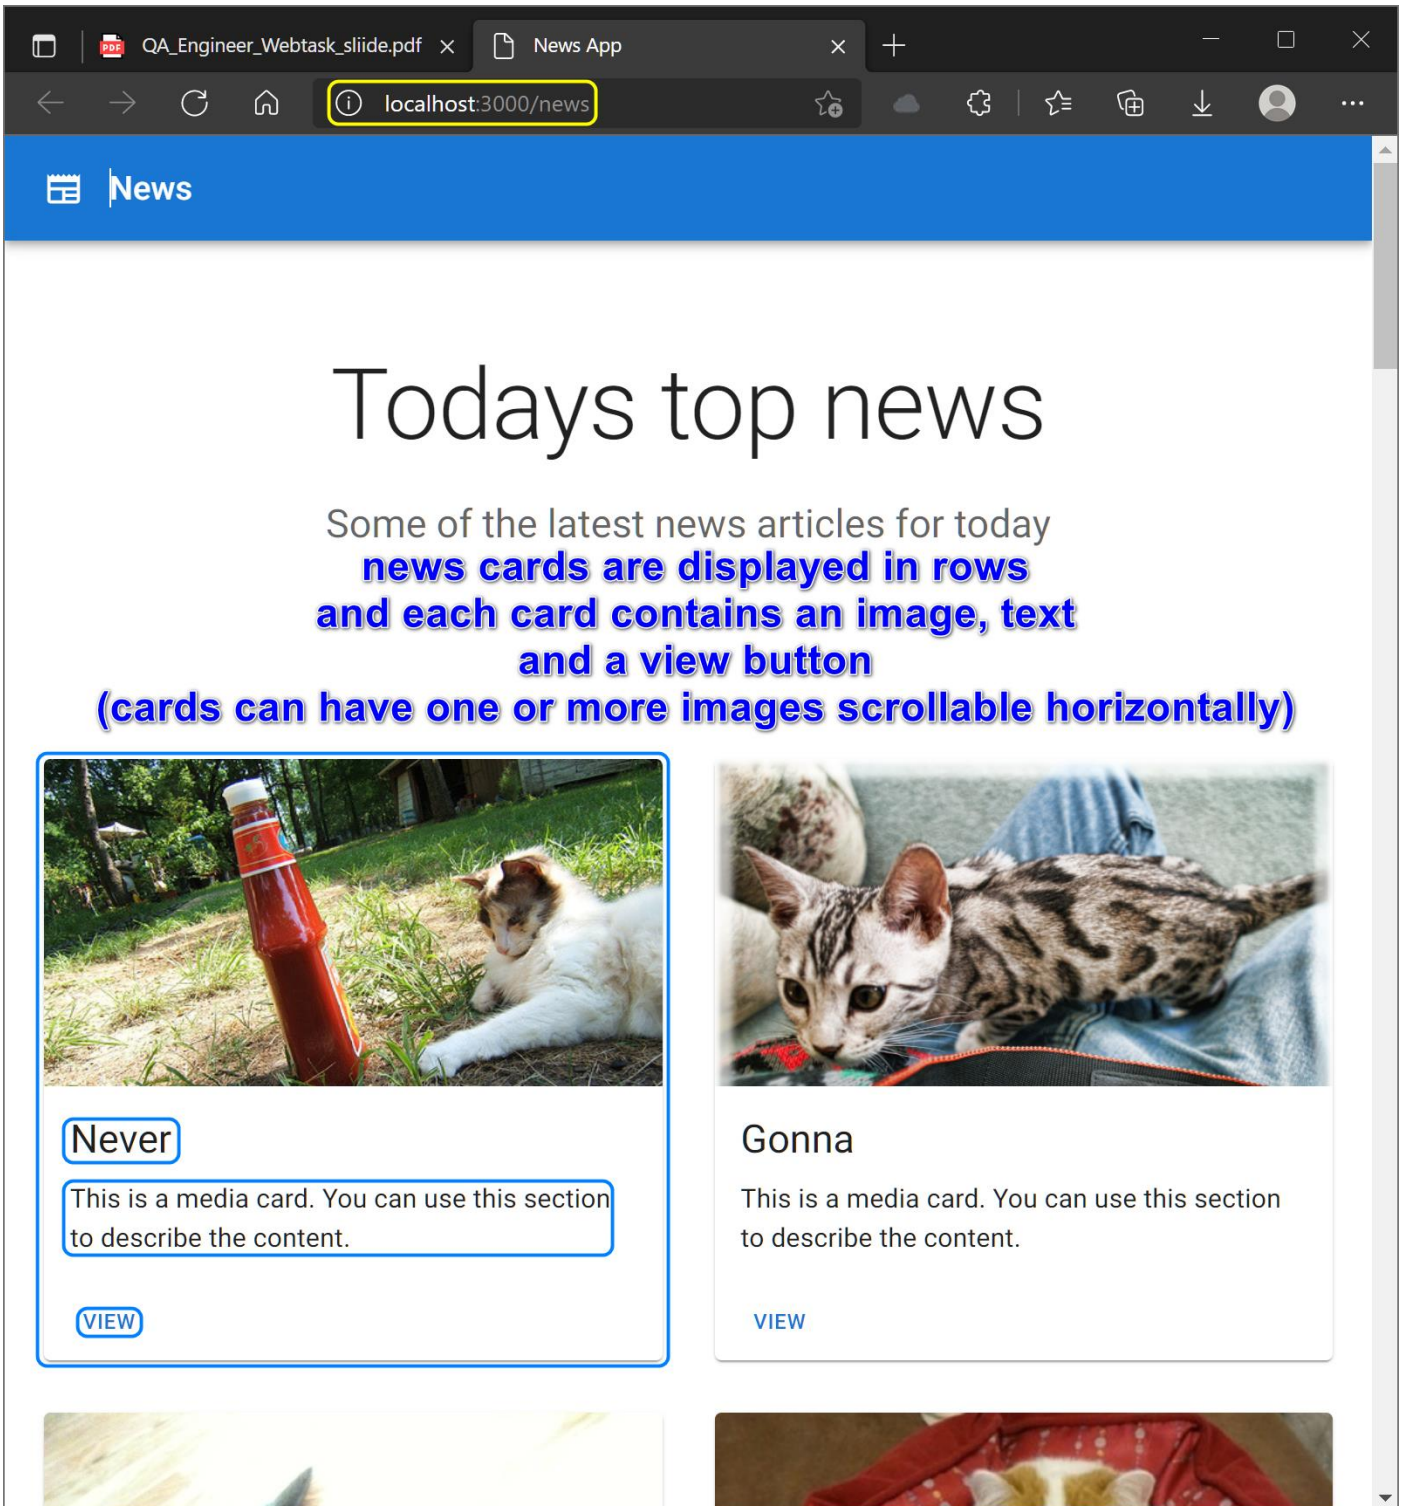 PDF QA_Engineer_Webtask_sliide.pdf News App
localhost:3000/news
News
Todays top news
Some of the latest news articles for today
news cards are displayed in rows
and each card contains an image, text
and a view button
(cards can have one or more images scrollable horizontally)
Never
This is a media card. You can use this section
to describe the content.
VIEW
Gonna
This is a media card. You can use this section
to describe the content.
VIEW